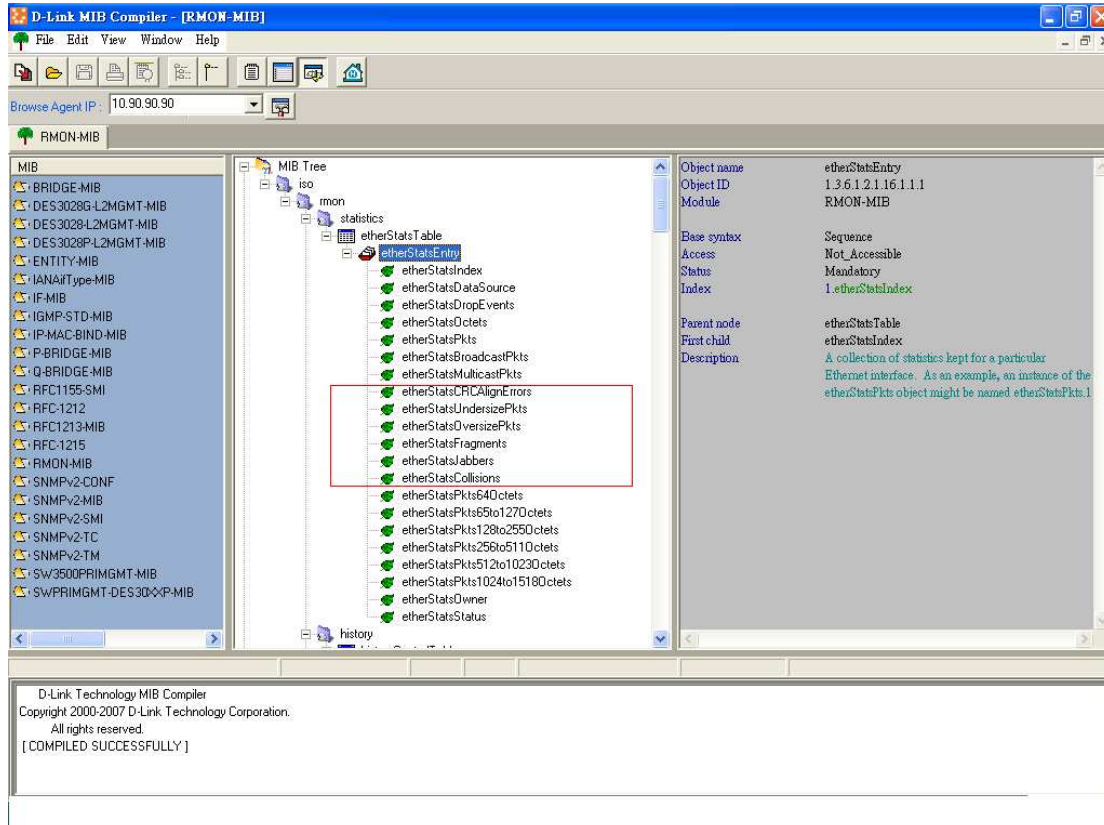 D-Link MIB Compiler - [RMON-MIB]
File Edit View Window Help
Browse Agent IP : 10.90.90.90
RMON-MIB
MIB
BRIDGE-MIB
DES3028G-L2MGMT-MIB
DES3028-L2MGMT-MIB
DES3028P-L2MGMT-MIB
ENTITY-MIB
IANAifType-MIB
IF-MIB
IGMP-STD-MIB
IP-MAC-BIND-MIB
P-BRIDGE-MIB
Q-BRIDGE-MIB
RFC1155-SMI
RFC-1212
RFC1213-MIB
RFC-1215
RMON-MIB
SNMPv2-CONF
SNMPv2-MIB
SNMPv2-SMI
SNMPv2-TC
SNMPv2-TM
SW3500PRIMGMT-MIB
SWPRIMGMT-DES30XXP-MIB
MIB Tree
iso
rmon
statistics
etherStatsTable
etherStatsEntry
etherStatsIndex
etherStatsDataSource
etherStatsDropEvents
etherStatsOctets
etherStatsPkts
etherStatsBroadcastPkts
etherStatsMulticastPkts
etherStatsCRCAlignErrors
etherStatsUndersizePkts
etherStatsOversizePkts
etherStatsFragments
etherStatsJabbers
etherStatsCollisions
etherStatsPkts64Octets
etherStatsPkts65to127Octets
etherStatsPkts128to255Octets
etherStatsPkts256to511Octets
etherStatsPkts512to1023Octets
etherStatsPkts1024to1518Octets
etherStatsOwner
etherStatsStatus
history
Object name etherStatsEntry
Object ID 1.3.6.1.2.1.16.1.1.1
Module RMON-MIB
Base syntax Sequence
Access Not_Accessible
Status Mandatory
Index 1.etherStatsIndex
Parent node etherStatsTable
First child etherStatsIndex
Description A collection of statistics kept for a particular
Ethernet interface. As an example, an instance of the
etherStatsPkts object might be named etherStatsPkts.1
D-Link Technology MIB Compiler
Copyright 2000-2007 D-Link Technology Corporation.
All rights reserved.
[ COMPILED SUCCESSFULLY ]